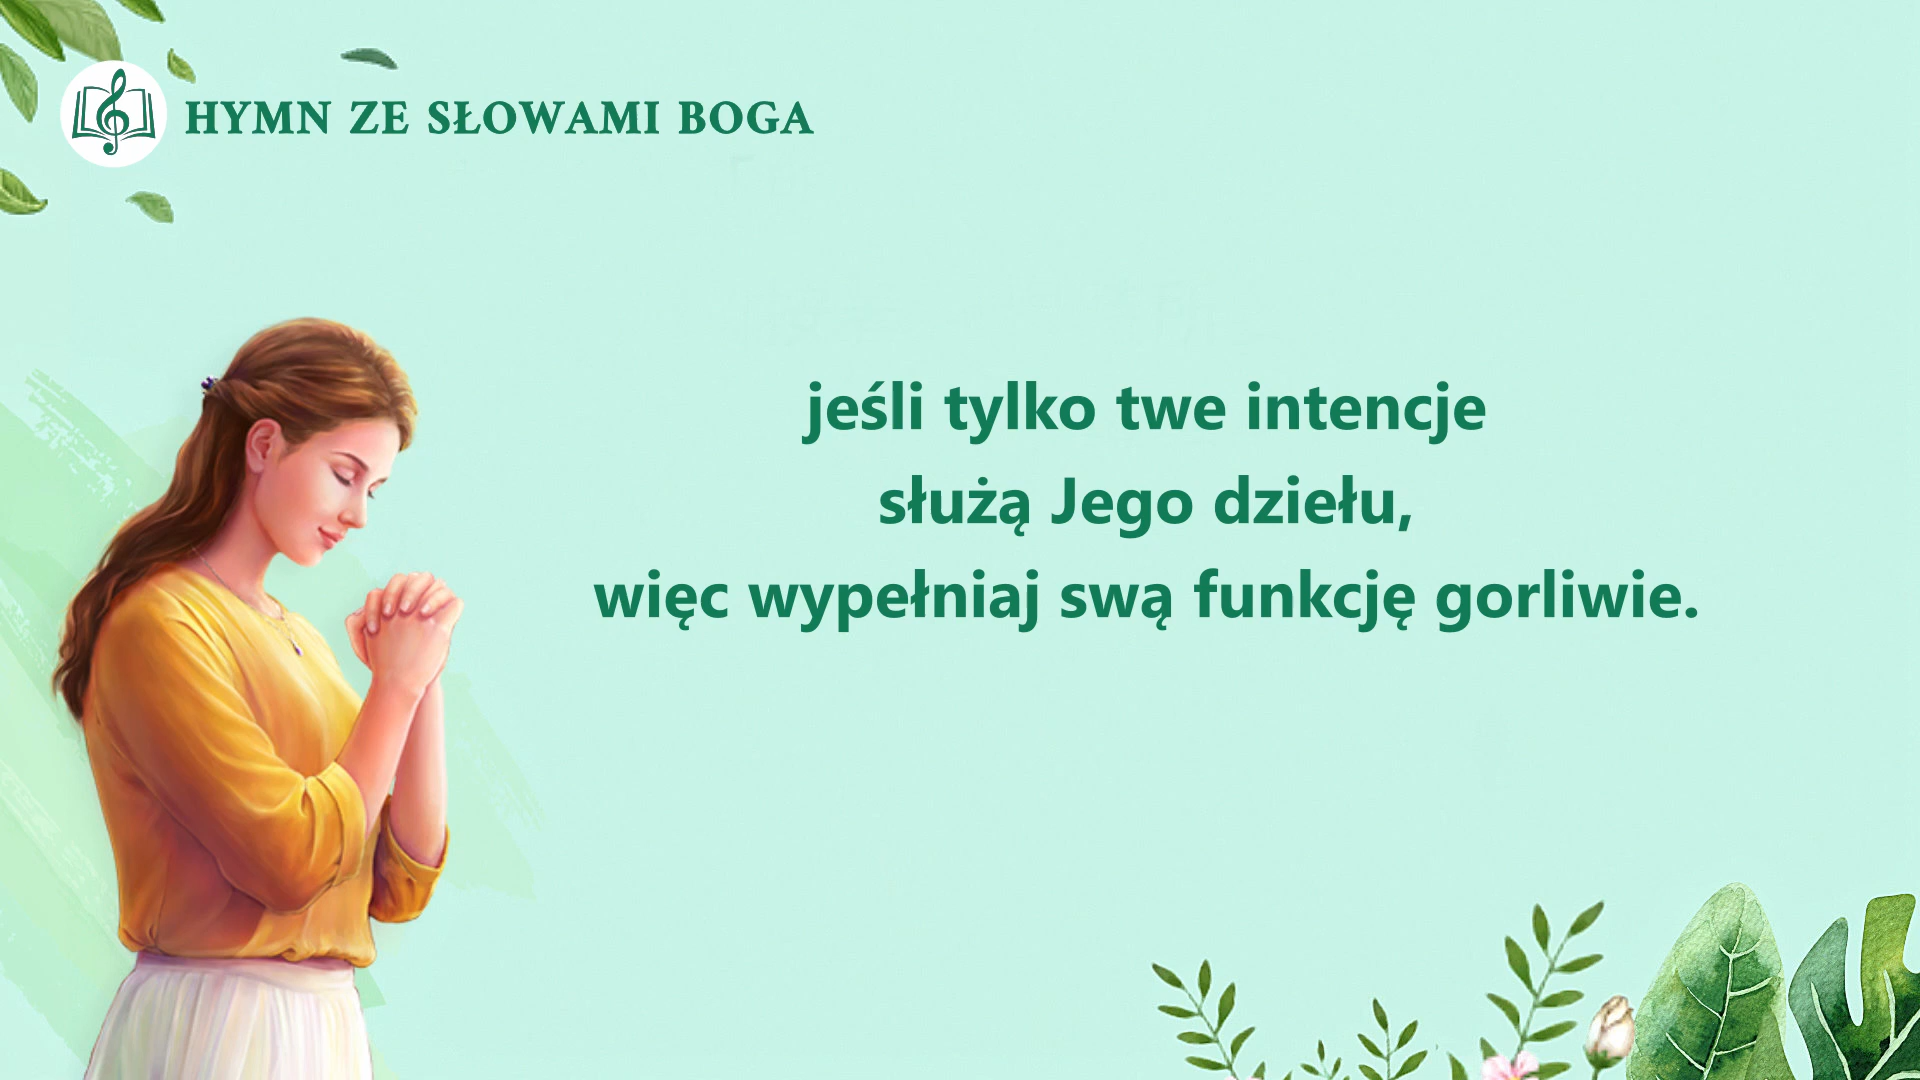 HYMN ZE SŁOWAMI BOGA
jeśli tylko twe intencje
służą Jego dziełu,
więc wypełniaj swą funkcję gorliwie.